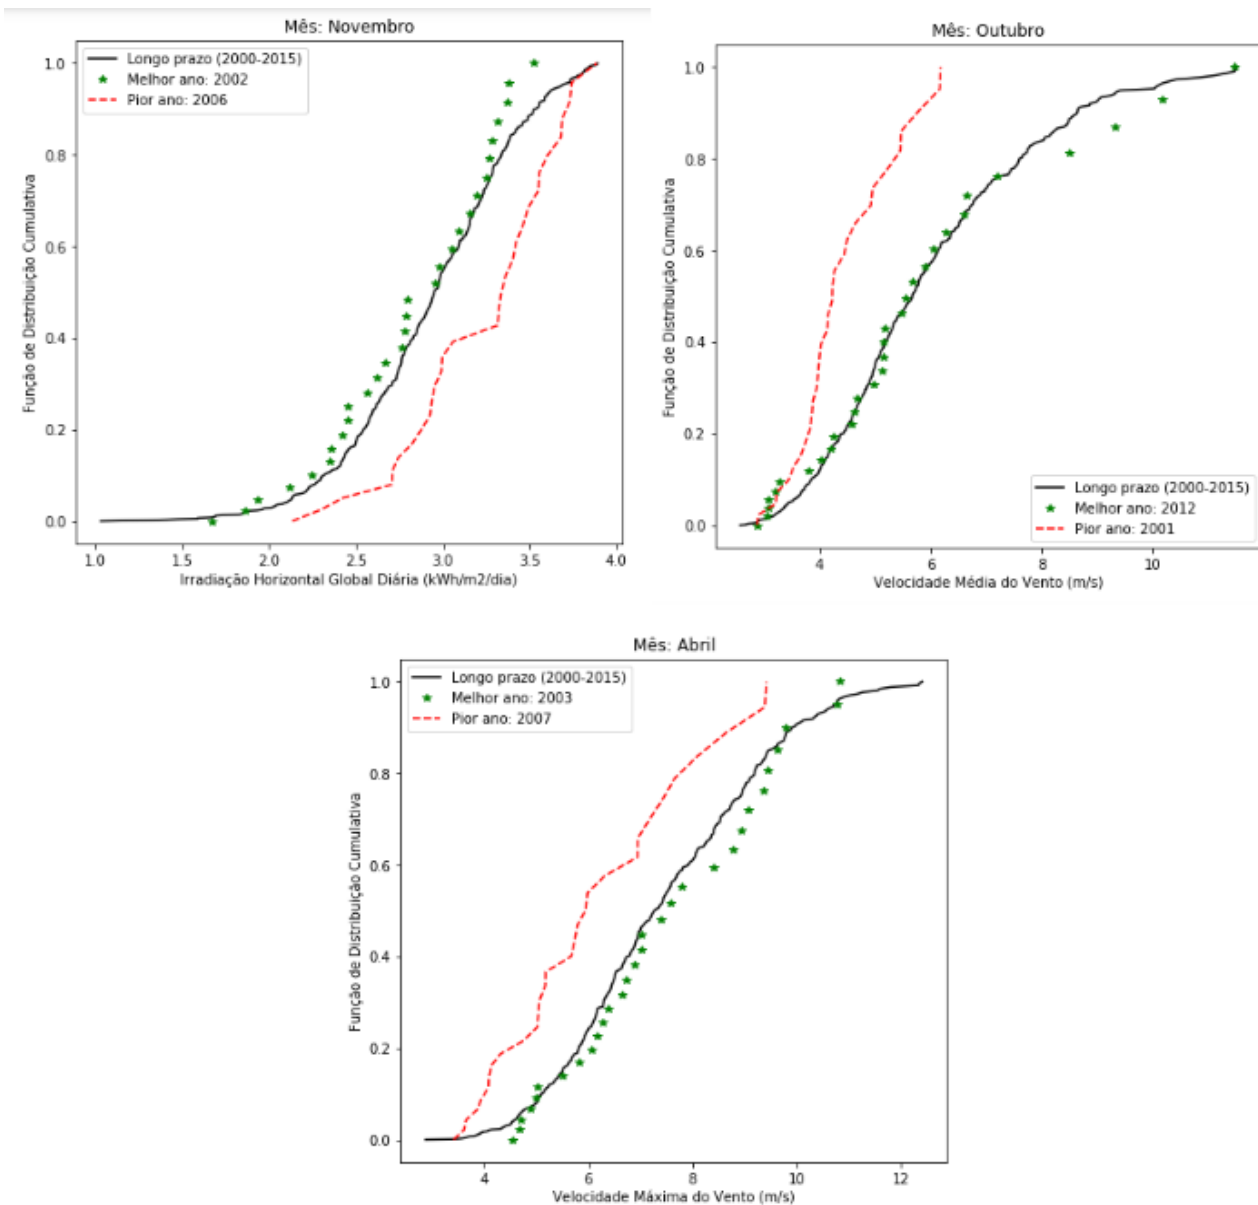 Mês: Novembro
Longo prazo (2000-2015)
Melhor ano: 2002
Pior ano: 2006
1.0
0.8
0.6
0.4
0.2
0.0
Função de Distribuição Cumulativa
1.0 1.5 2.0 2.5 3.0 3.5 4.0
Irradiação Horizontal Global Diária (kWh/m2/dia)
Mês: Outubro
1.0
0.8
0.6
0.4
0.2
0.0
Função de Distribuição Cumulativa
Longo prazo (2000-2015)
Melhor ano: 2012
Pior ano: 2001
4 6 8 10
Velocidade Média do Vento (m/s)
Mês: Abril
Longo prazo (2000-2015)
Melhor ano: 2003
Pior ano: 2007
1.0
0.8
0.6
0.4
0.2
0.0
Função de Distribuição Cumulativa
4 6 8 10 12
Velocidade Máxima do Vento (m/s)